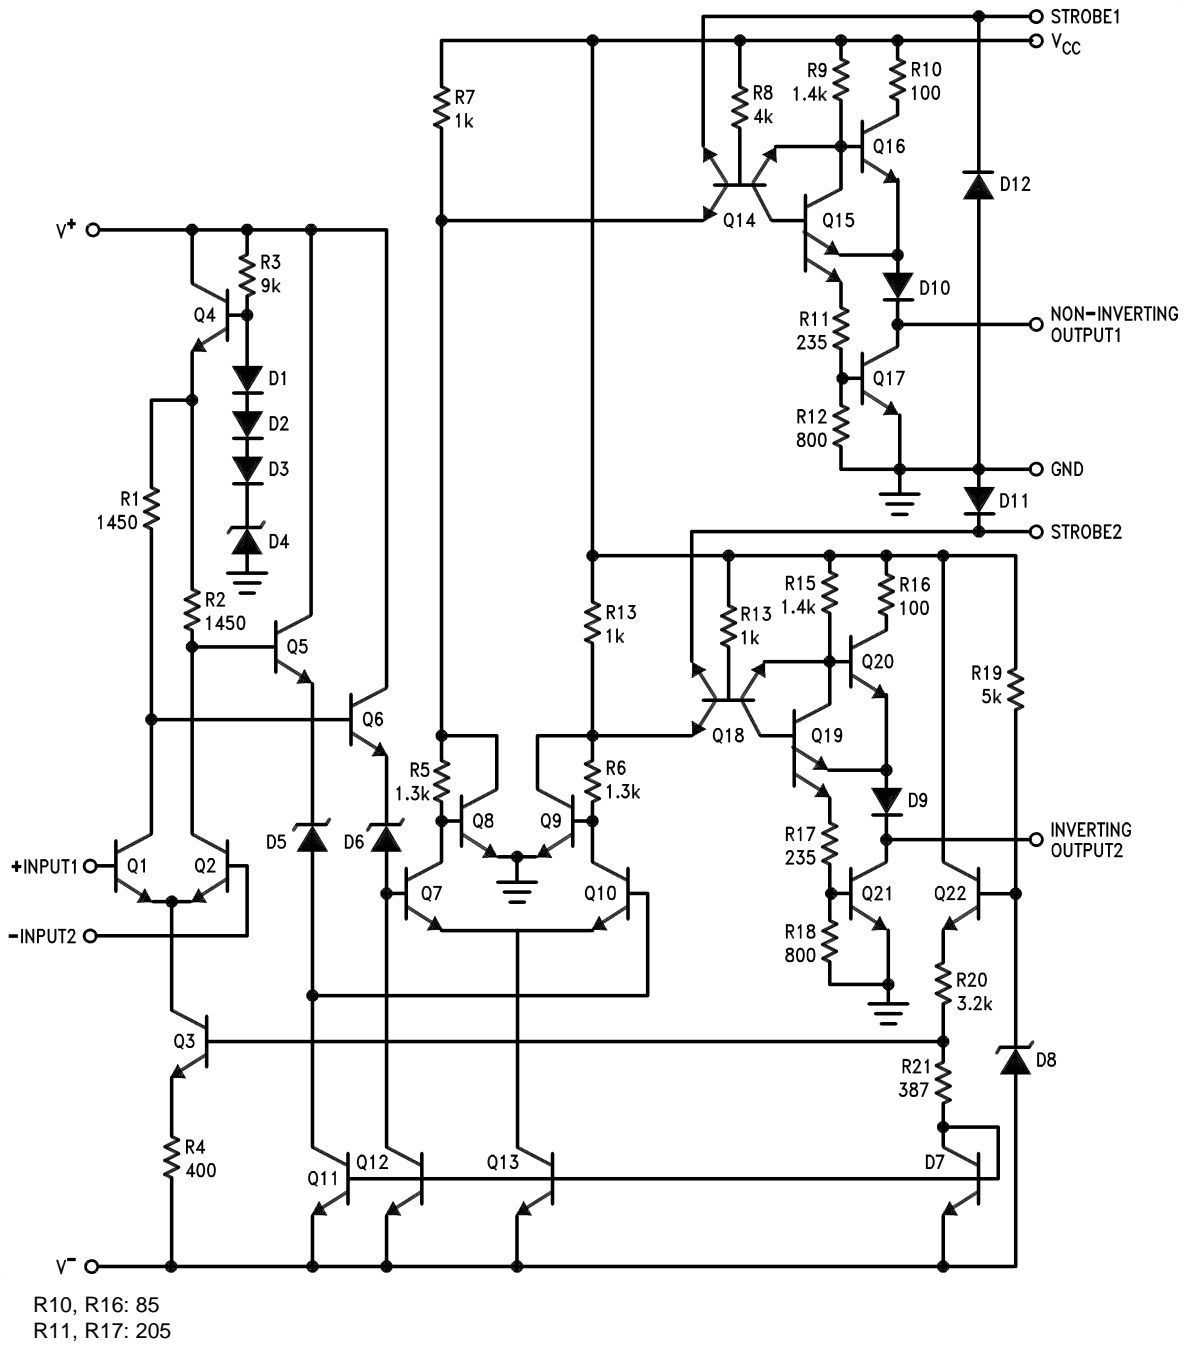 STROBE1
VCC
R7
1k
R8
4k
R9
1.4k
R10
100
Q16
D12
Q14
Q15
V+
R3
9k
Q4
D10
R11
235
NON-INVERTING
OUTPUT1
D1
Q17
D2
R12
800
D3
GND
R1
1450
D11
D4
STROBE2
R2
1450
R13
1k
R13
1k
R15
1.4k
R16
100
Q5
Q20
R19
5k
Q6
Q18
Q19
R5
1.3k
R6
1.3k
D9
D5
D6
Q8
Q9
R17
235
INVERTING
OUTPUT2
+INPUT1
Q1
Q2
Q7
Q10
Q21
Q22
-INPUT2
R18
800
R20
3.2k
Q3
D8
R21
387
R4
400
Q11
Q12
Q13
D7
V-
R10, R16: 85
R11, R17: 205